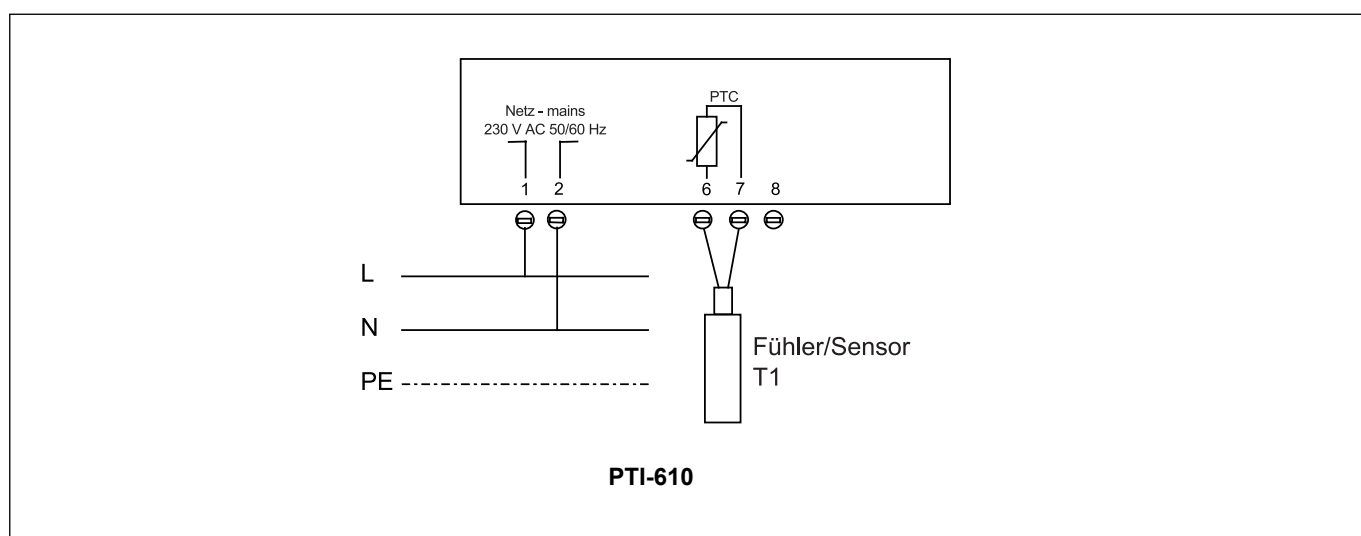 PTC
Netz - mains
230 V AC 50/60 Hz
1 2 6 7 8
L
N
Fühler/Sensor
PE
T1
PTI-610